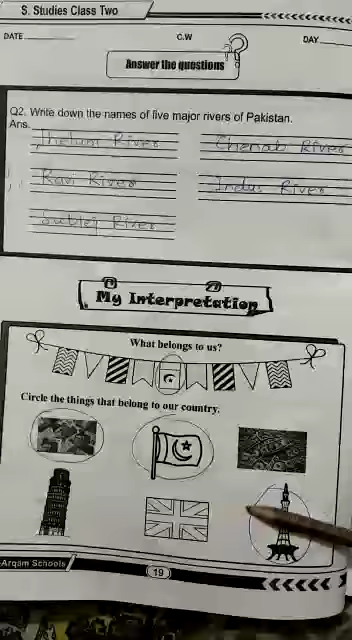 S. Studies Class Two
DATE
C.W
DAY
Answer the questions
Q2. Write down the names of five major rivers of Pakistan.
Ans.
Jhelum River
Chenab River
Ravi River
Indus River
Sutlej River
My Interpretation
What belongs to us?
Circle the things that belong to our country.
Arqam Schools
19